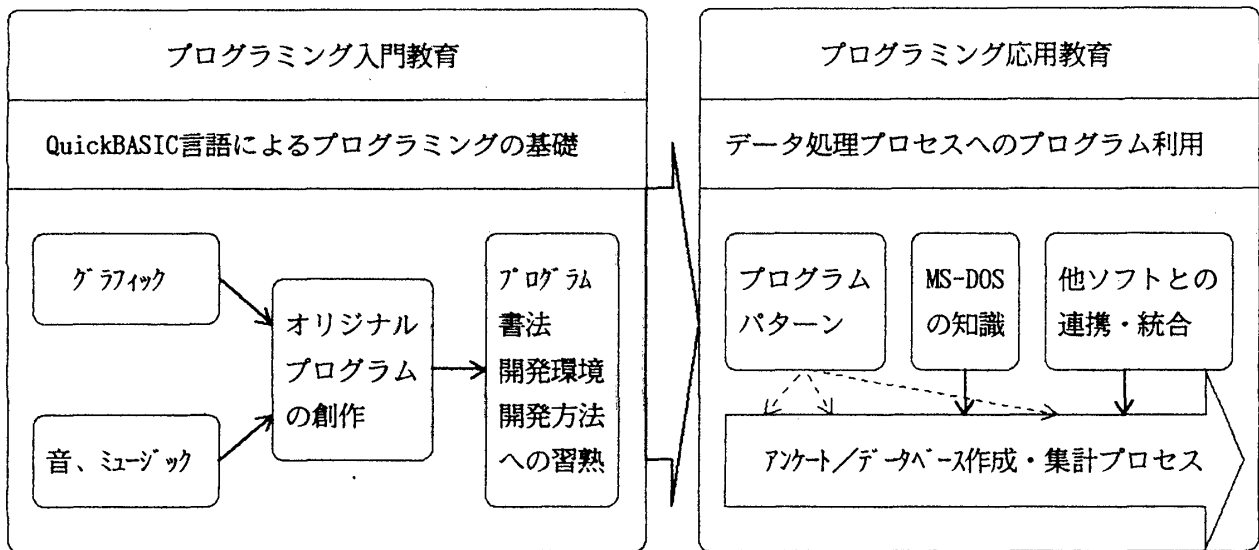 プログラミング入門教育
QuickBASIC言語によるプログラミングの基礎
グラフィック
音、ミュージック
オリジナル
プログラム
の創作
プログラム
書法
開発環境
開発方法
への習熟
プログラミング応用教育
データ処理プロセスへのプログラム利用
プログラム
パターン
MS-DOS
の知識
他ソフトとの
連携・統合
アンケート／データベース作成・集計プロセス